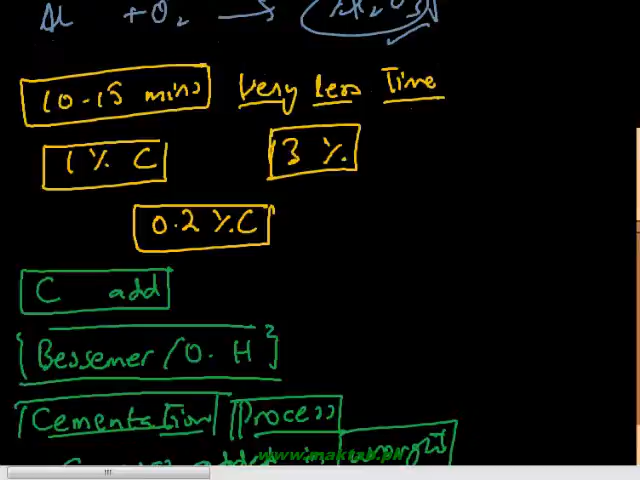 Al + O₂ →
10-15 mins Very Less Time
1 % C 3 %.
0.2 % C
C add
[Bessemer / O. H]²
Cementation Process
www.maktab.pk